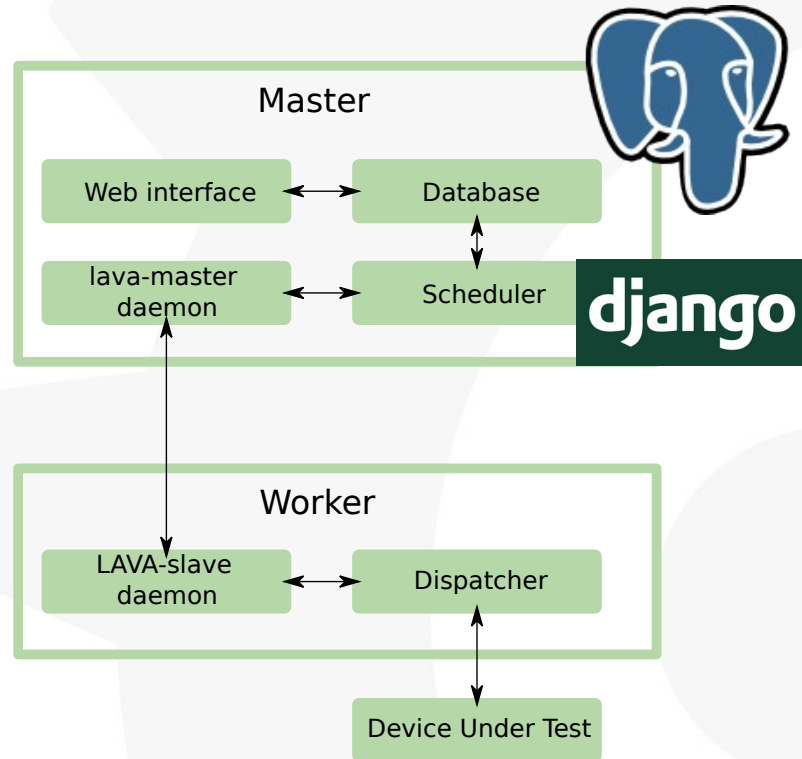 Master
Web interface
Database
lava-master
daemon
Scheduler
django
Worker
LAVA-slave
daemon
Dispatcher
Device Under Test